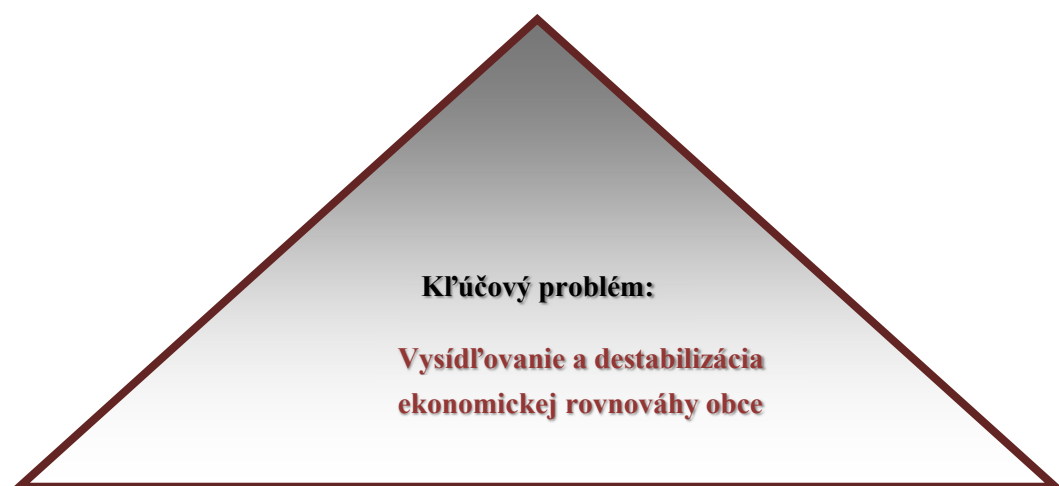 Kľúčový problém:
Vysídľovanie a destabilizácia
ekonomickej rovnováhy obce